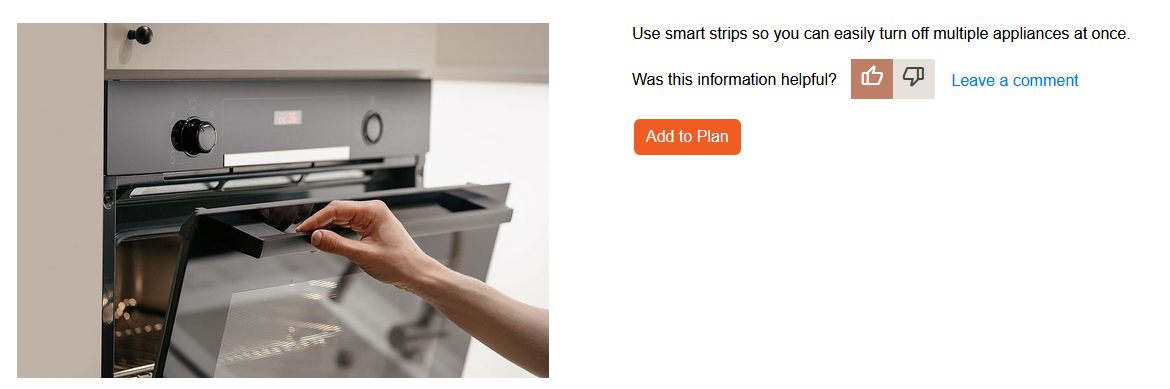 Use smart strips so you can easily turn off multiple appliances at once.
Was this information helpful? Leave a comment
Add to Plan